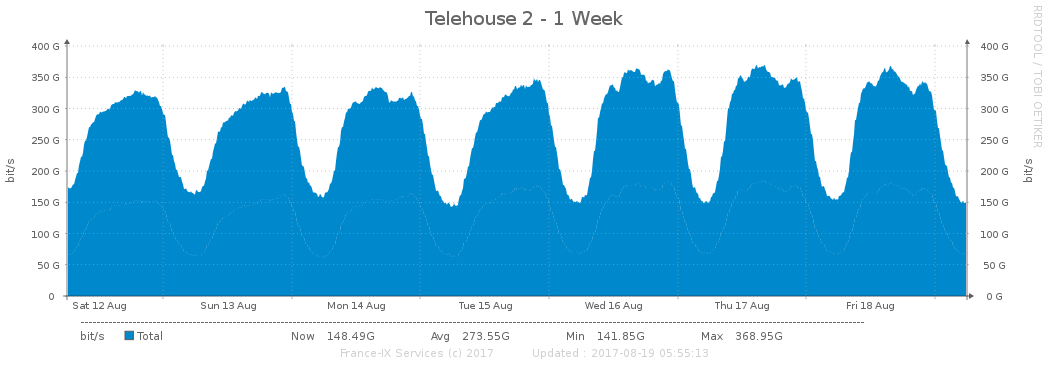 Telehouse 2 - 1 Week
RRDTOOL / TOBI OETIKER
400 G 400 G
350 G 350 G
300 G 300 G
250 G 250 G
200 G 200 G
150 G 150 G
100 G 100 G
50 G 50 G
0 0 G
bit/s bit/s
Sat 12 Aug Sun 13 Aug Mon 14 Aug Tue 15 Aug Wed 16 Aug Thu 17 Aug Fri 18 Aug
bit/s Total Now 148.49G Avg 273.55G Min 141.85G Max 368.95G
France-IX Services (c) 2017 Updated : 2017-08-19 05:55:13